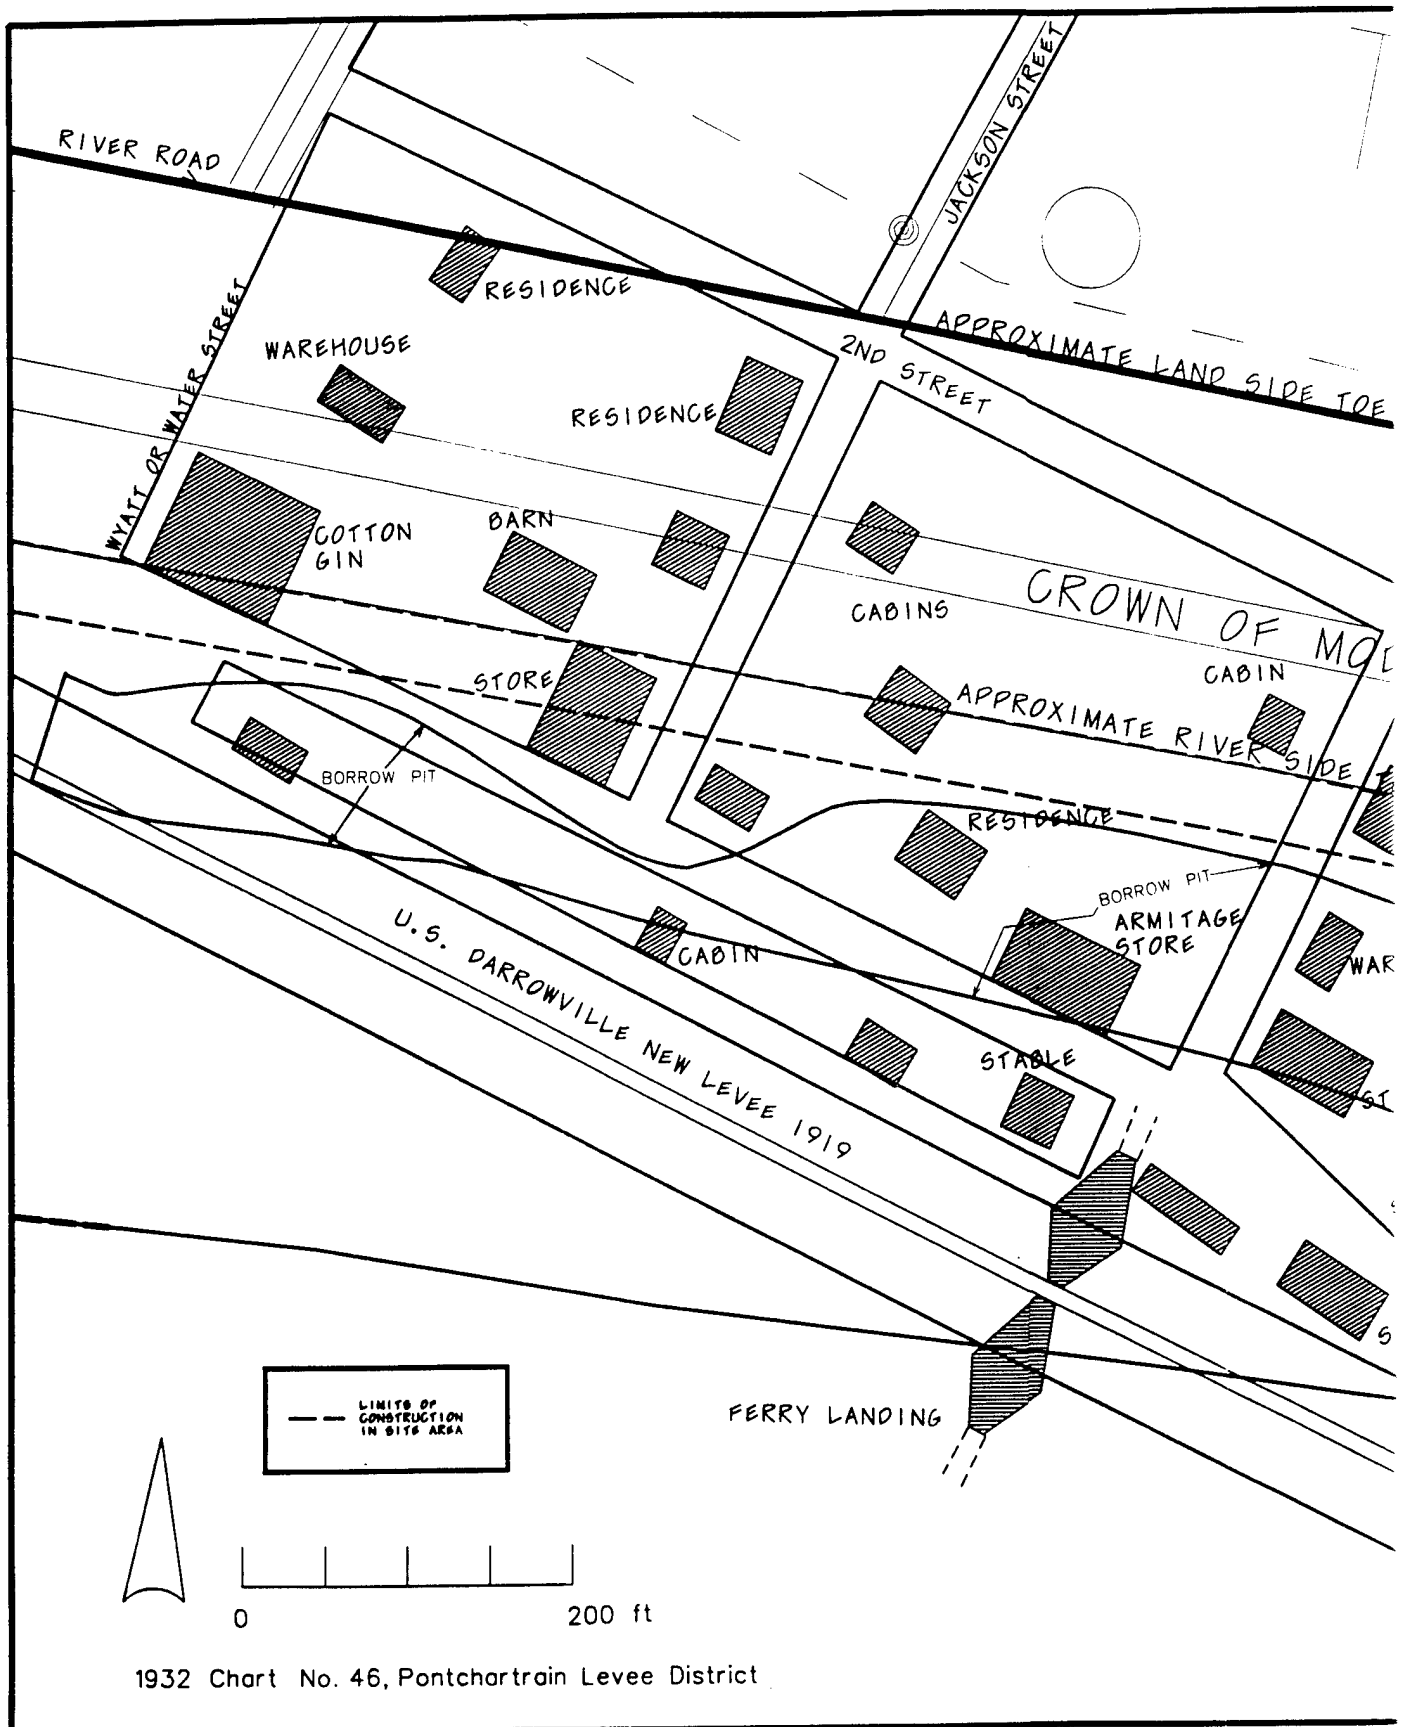 JACKSON STREET
RIVER ROAD
RESIDENCE
WYATT OR WATER STREET
WAREHOUSE
APPROXIMATE LAND SIDE TOE
2ND STREET
RESIDENCE
COTTON
GIN
BARN
CABINS
CROWN OF MOD
CABIN
STORE
APPROXIMATE RIVER SIDE T
BORROW PIT
RESIDENCE
BORROW PIT
ARMITAGE
STORE
WAR
CABIN
U.S. DARROWVILLE NEW LEVEE 1919
STABLE
ST
S
S
FERRY LANDING
LIMITS OF
CONSTRUCTION
IN SITE AREA
0
200 ft
1932 Chart No. 46, Pontchartrain Levee District